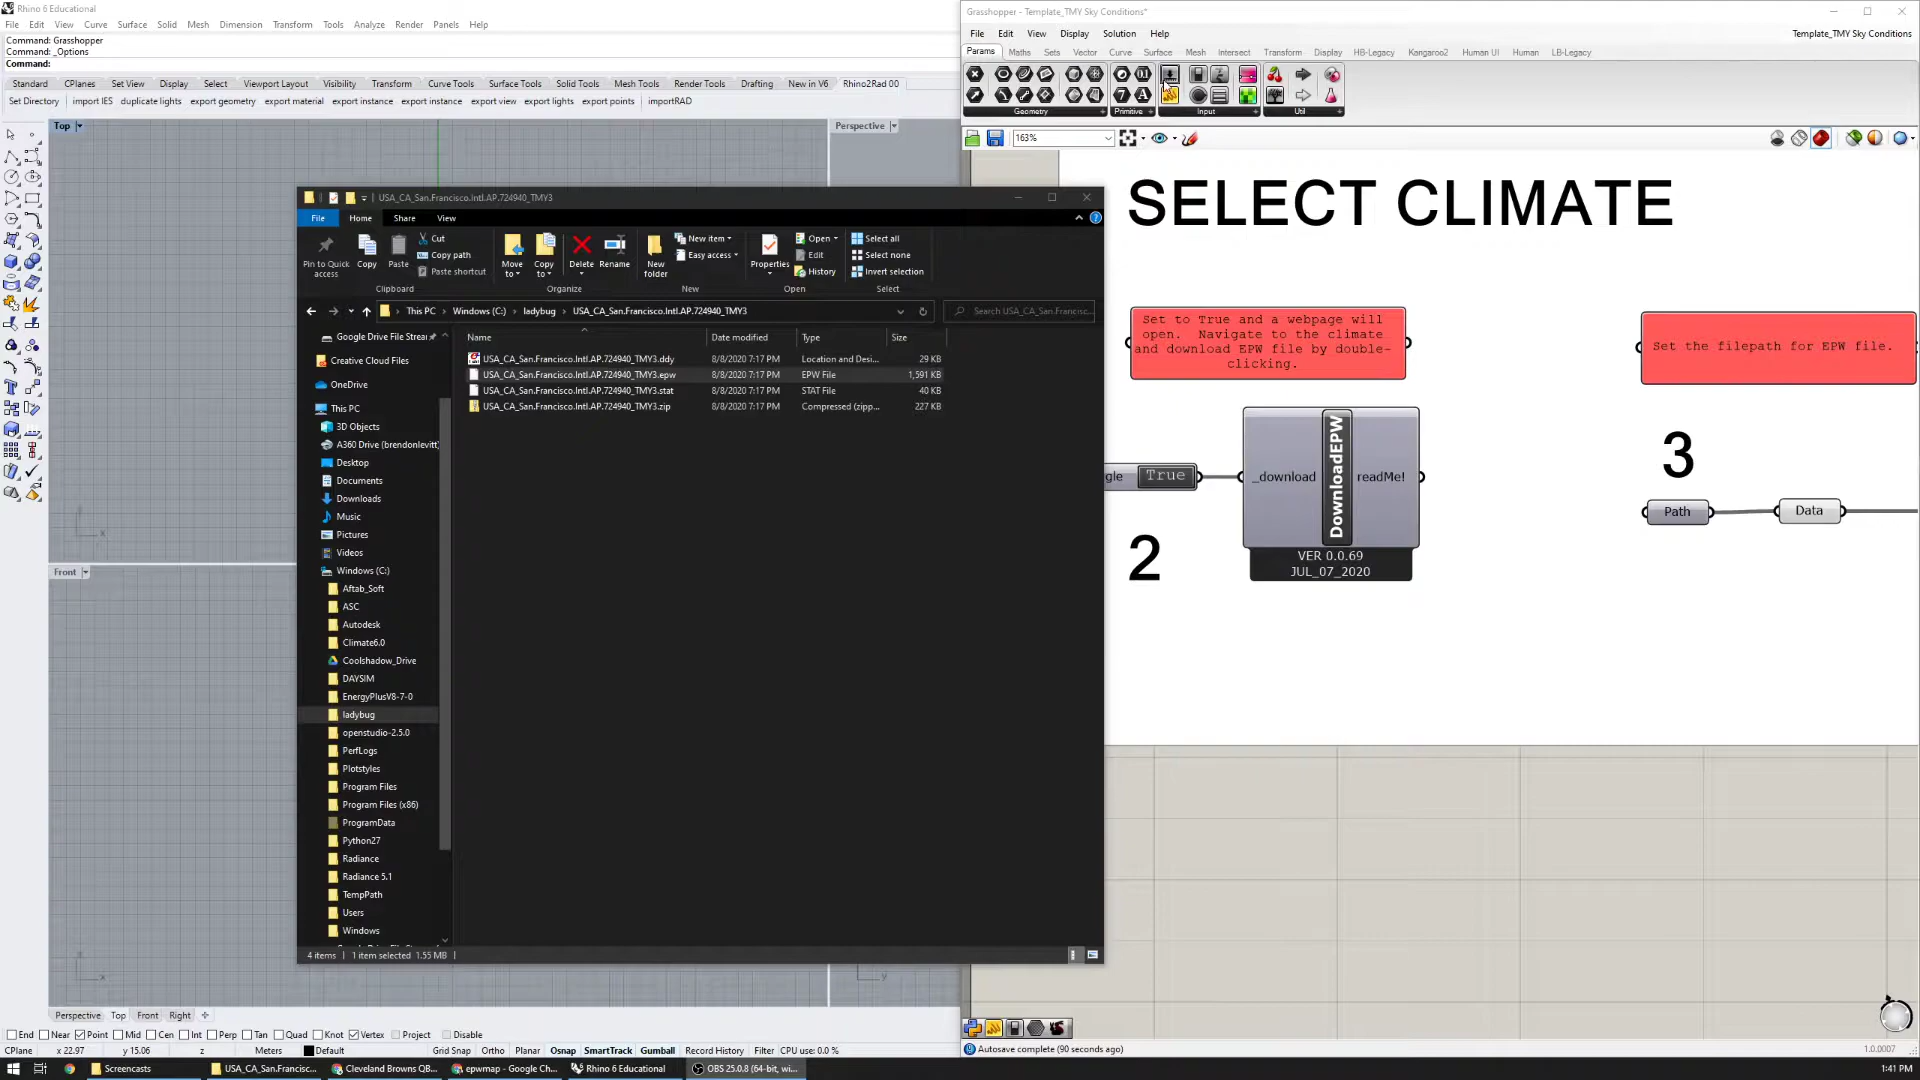 Rhino 6 Educational
File Edit View Curve Surface Solid Mesh Dimension Transform Tools Analyze Render Panels Help
Command: Grasshopper
Command: _Options
Command:
Standard CPlanes Set View Display Select Viewport Layout Visibility Transform Curve Tools Surface Tools Solid Tools Mesh Tools Render Tools Drafting New in V6 Rhino2Rad 00
Set Directory import IES duplicate lights export geometry export material export instance export instance export view export lights export points importRAD
Top
Perspective
Front
USA_CA_San.Francisco.Intl.AP.724940_TMY3
File Home Share View
Pin to Quick access
Copy
Paste
Cut
Copy path
Paste shortcut
Clipboard
Move to
Copy to
Delete
Rename
Organize
New folder
New item
Easy access
New
Properties
Open
Edit
History
Open
Select all
Select none
Invert selection
Select
This PC Windows (C:) ladybug USA_CA_San.Francisco.Intl.AP.724940_TMY3
Search USA_CA_San.Francisc...
Google Drive File Strear
Creative Cloud Files
OneDrive
This PC
3D Objects
A360 Drive (brendonlevitt)
Desktop
Documents
Downloads
Music
Pictures
Videos
Windows (C:)
Aftab_Soft
ASC
Autodesk
Climate6.0
Coolshadow_Drive
DAYSIM
EnergyPlusV8-7-0
ladybug
openstudio-2.5.0
PerfLogs
Plotstyles
Program Files
Program Files (x86)
ProgramData
Python27
Radiance
Radiance 5.1
TempPath
Users
Windows
Name Date modified Type Size
USA_CA_San.Francisco.Intl.AP.724940_TMY3.ddy 8/8/2020 7:17 PM Location and Desi... 29 KB
USA_CA_San.Francisco.Intl.AP.724940_TMY3.epw 8/8/2020 7:17 PM EPW File 1,591 KB
USA_CA_San.Francisco.Intl.AP.724940_TMY3.stat 8/8/2020 7:17 PM STAT File 40 KB
USA_CA_San.Francisco.Intl.AP.724940_TMY3.zip 8/8/2020 7:17 PM Compressed (zipp... 227 KB
4 items 1 item selected 1.55 MB
Grasshopper - Template_TMY Sky Conditions*
File Edit View Display Solution Help
Template_TMY Sky Conditions
Params Maths Sets Vector Curve Surface Mesh Intersect Transform Display HB-Legacy Kangaroo2 Human UI Human LB-Legacy
Geometry Primitive Input Util
163%
SELECT CLIMATE
Set to True and a webpage will
open. Navigate to the climate
and download EPW file by double-
clicking.
Set the filepath for EPW file.
gle True
_download DownloadEPW readMe!
VER 0.0.69
JUL_07_2020
2
3
Path Data
Autosave complete (90 seconds ago)
1.0.0007
Perspective Top Front Right
End Near Point Mid Cen Int Perp Tan Quad Knot Vertex Project Disable
CPlane x 22.97 y 15.06 z Meters Default Grid Snap Ortho Planar Osnap SmartTrack Gumball Record History Filter CPU use: 0.0 %
Screencasts USA_CA_San.Francisc... Cleveland Browns QB... epwmap - Google Ch... Rhino 6 Educational OBS 25.0.8 (64-bit, wi... 1:41 PM